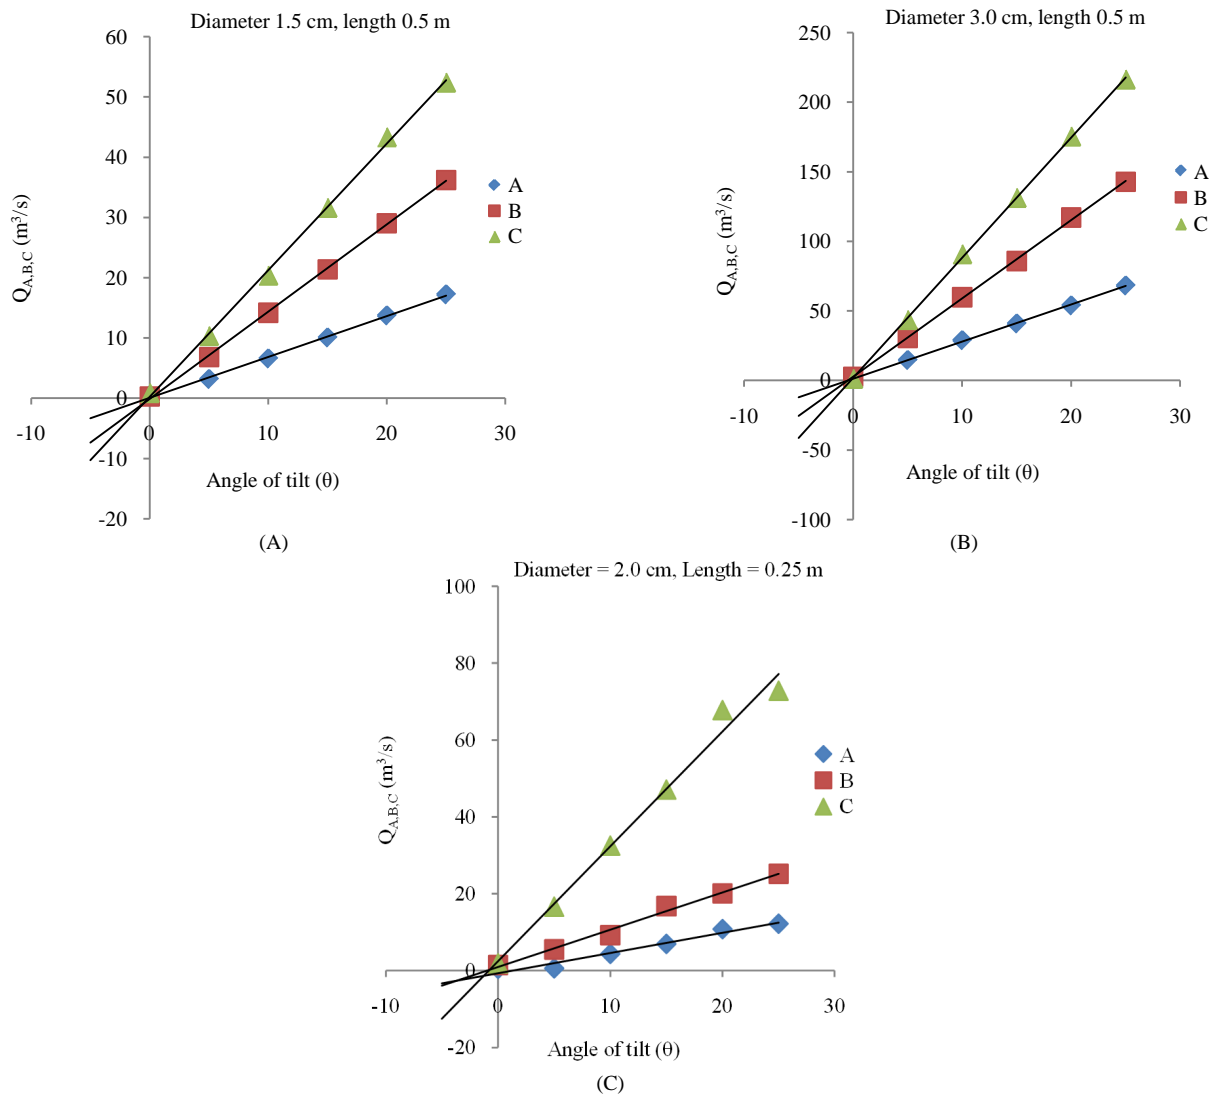 Diameter 1.5 cm, length 0.5 m
60
50
40
30
20
10
0
-10
-20
-10
0
10
20
30
Q_A,B,C (m³/s)
Angle of tilt (θ)
A
B
C
(A)
Diameter 3.0 cm, length 0.5 m
250
200
150
100
50
0
-50
-100
-10
0
10
20
30
Q_A,B,C (m³/s)
Angle of tilt (θ)
A
B
C
(B)
Diameter = 2.0 cm, Length = 0.25 m
100
80
60
40
20
0
-20
-10
0
10
20
30
Q_A,B,C (m³/s)
Angle of tilt (θ)
A
B
C
(C)